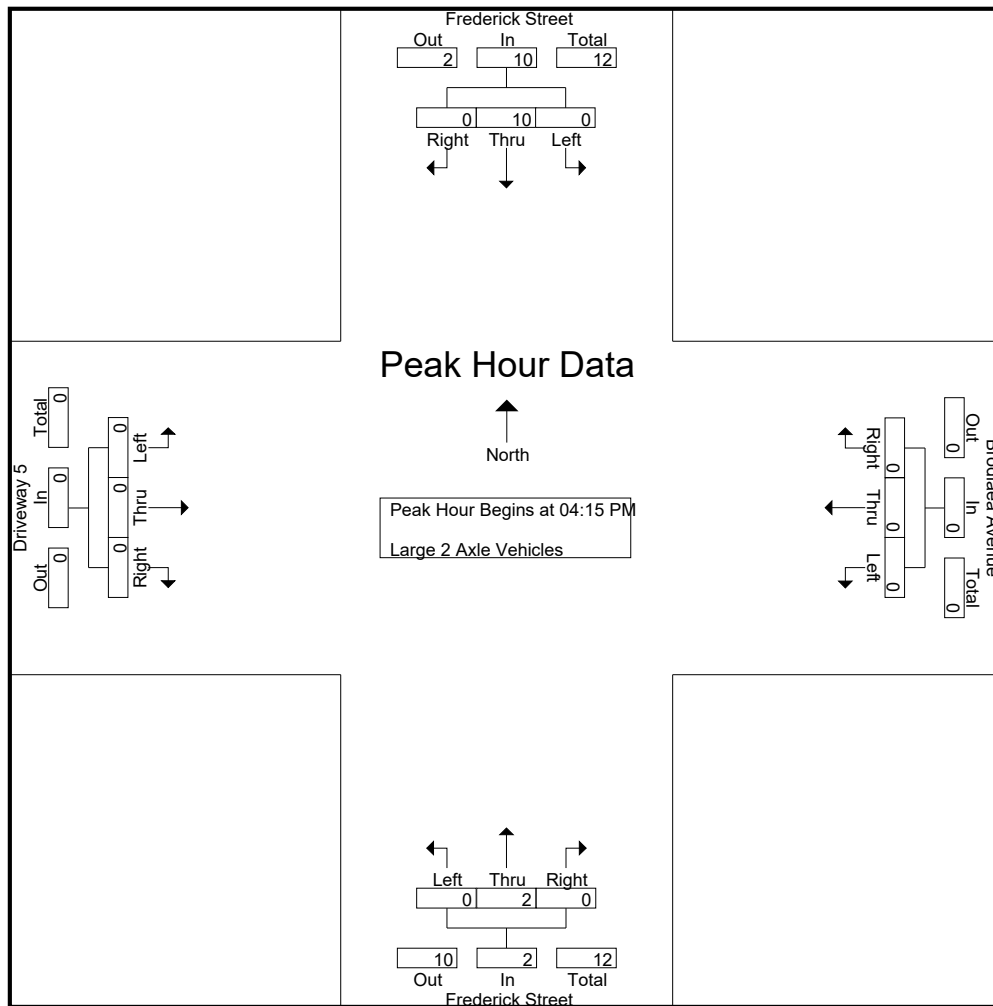 Frederick Street
Out In Total
2 10 12
0 10 0
Right Thru Left
Peak Hour Data
North
Peak Hour Begins at 04:15 PM
Large 2 Axle Vehicles
Driveway 5
Out In Total
0 0 0
0 0 0
Right Thru Left
Right Thru Left
0 0 0
0 0 0
Out In Total
Avenue
Left Thru Right
0 2 0
10 2 12
Out In Total
Frederick Street